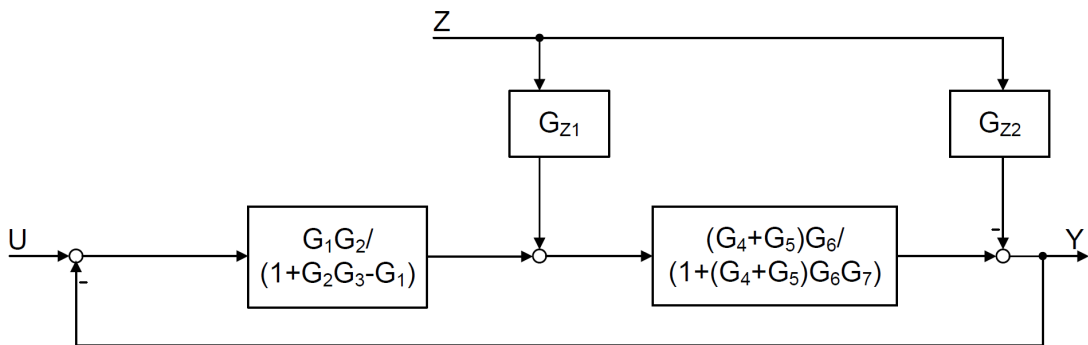 Z
G_Z1
G_Z2
U
-
G₁G₂/
(1+G₂G₃-G₁)
(G₄+G₅)G₆/
(1+(G₄+G₅)G₆G₇)
-
Y